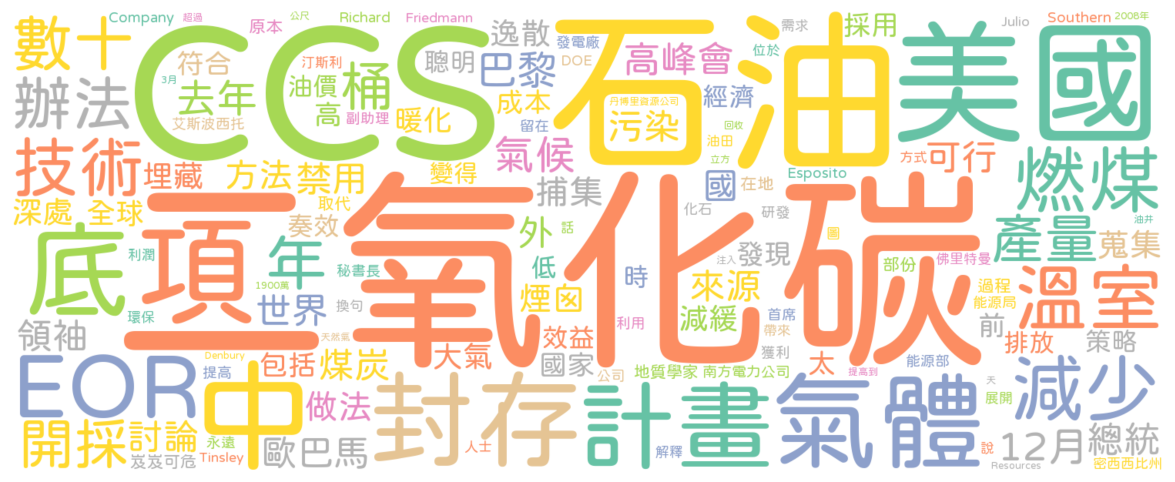 Company
超過
公尺
Richard
Friedmann
Julio
Southern
2008年
數十
CCS
原本
逸散
需求
採用
石油
美國
發電廠
高峰會
位於
符合
汀斯利
聰明
巴黎
DOE
3月
辦法
去年
油價
桶
成本
丹博里資源公司
經濟
高
副助理
暖化
留在
污染
油田
回收
艾斯波西托
技術
埋藏
方法
禁用
變得
氣候
立方
方式
可行
燃煤
Esposito
捕集
國
在地
深處
全球
取代
二氧化碳
項
化石
研發
奏效
外
話
圖
產量
油井
蒐集
底
年
發現
利潤
秘書長
低
時
注入
部份
佛里特曼
1900萬
煙囪
來源
過程
能源局
溫室
世界
換句
環保
減緩
利用
首席
前
領袖
天然氣
效益
帶來
排放
策略
Denbury
包括
煤炭
大氣
國家
獲利
太
能源部
EOR
提高
中
公司
地質學家
南方電力公司
提高到
天
封存
計畫
氣體
展開
減少
做法
開採
討論
永遠
岌岌可危
Tinsley
歐巴馬
人士
解釋
說
12月
總統
Resources
密西西比州